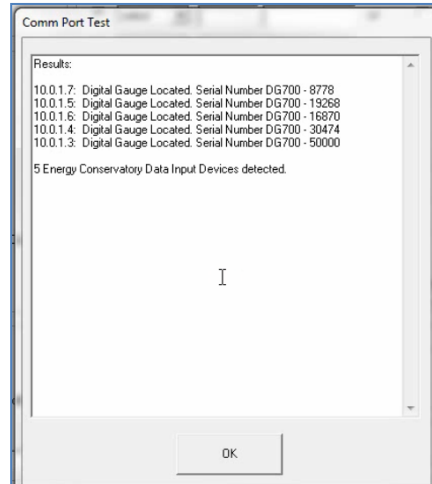 Comm Port Test
Results:
10.0.1.7: Digital Gauge Located. Serial Number DG700 - 8778
10.0.1.5: Digital Gauge Located. Serial Number DG700 - 19268
10.0.1.6: Digital Gauge Located. Serial Number DG700 - 16870
10.0.1.4: Digital Gauge Located. Serial Number DG700 - 30474
10.0.1.3: Digital Gauge Located. Serial Number DG700 - 50000
5 Energy Conservatory Data Input Devices detected.
OK